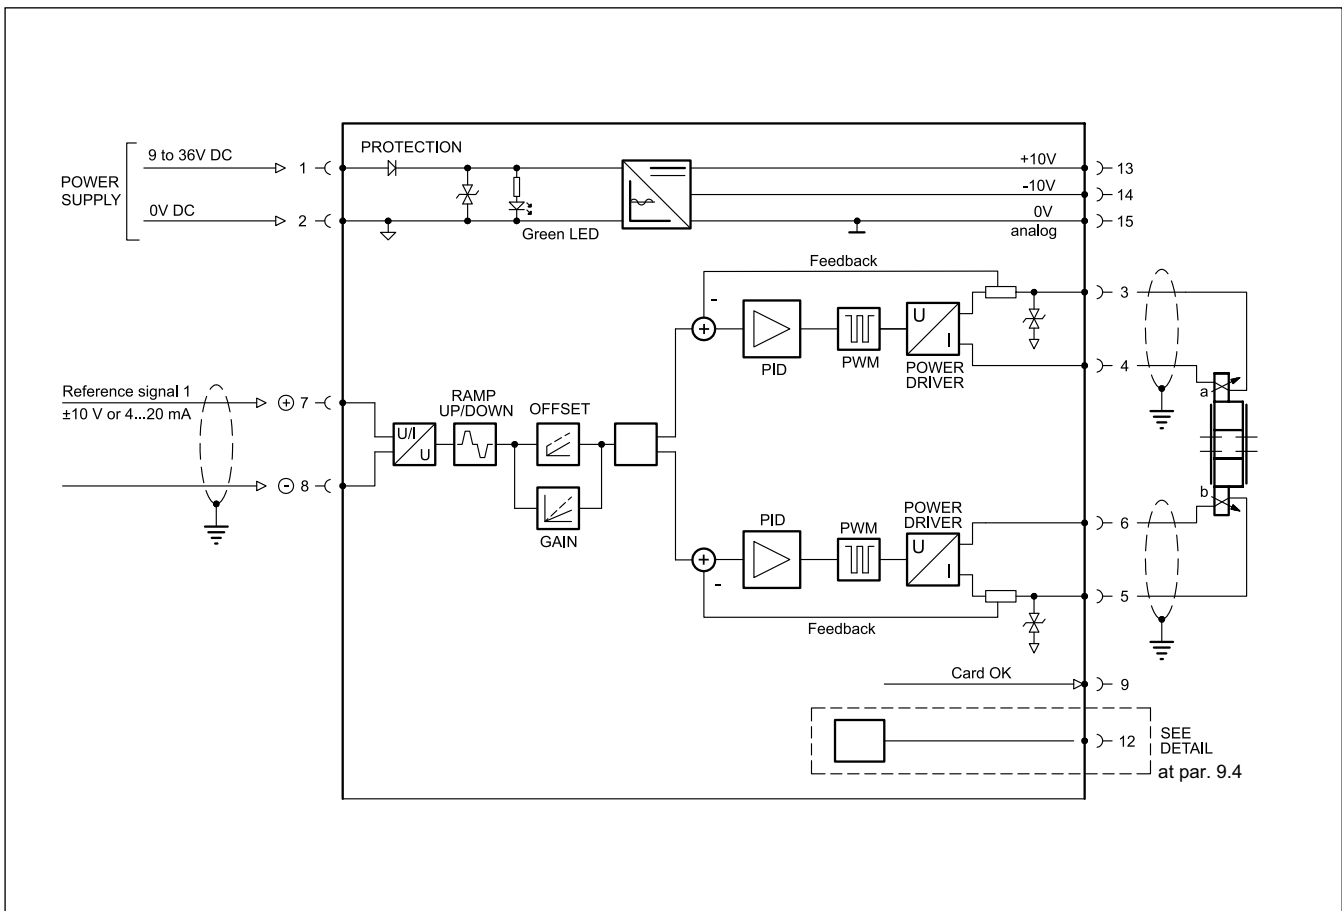 POWER
SUPPLY
9 to 36V DC
1
0V DC
2
PROTECTION
Green LED
+10V
13
-10V
14
0V
analog
15
Feedback
-
+
PID
PWM
U
I
POWER
DRIVER
3
4
a
Reference signal 1
±10 V or 4...20 mA
+
7
-
8
U/I
U
RAMP
UP/DOWN
OFFSET
GAIN
+
-
PID
PWM
POWER
DRIVER
U
I
Feedback
6
5
b
Card OK
9
12
SEE
DETAIL
at par. 9.4